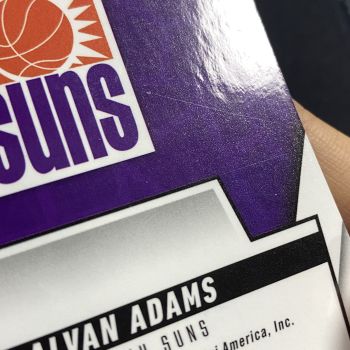 suns
ALVAN ADAMS
SUNS
America, Inc.